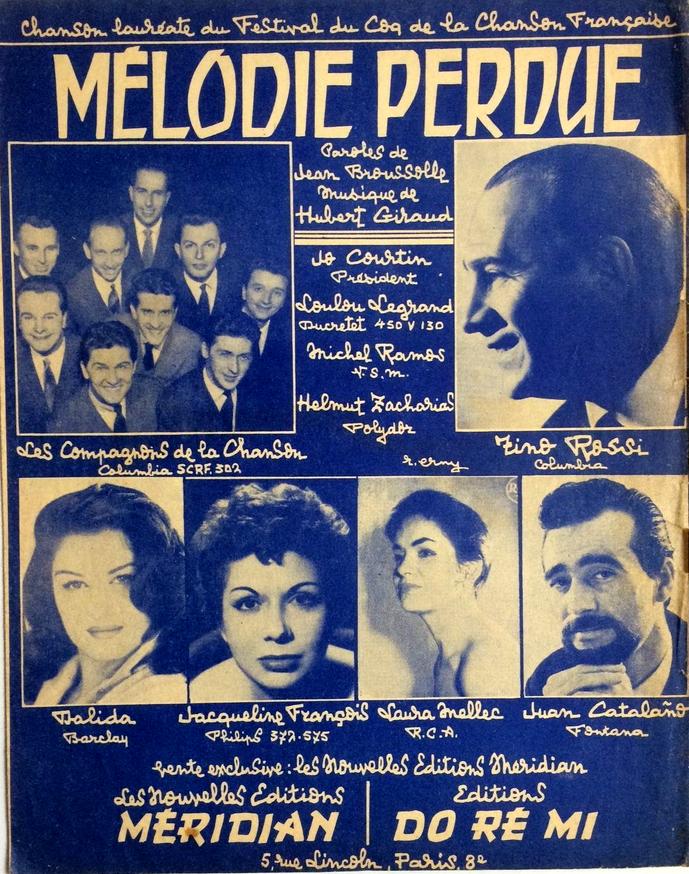 Chanson lauréate du Festival du Coq de la Chanson Française
MÉLODIE PERDUE
Paroles de
Jean Broussolle
Musique de
Hubert Giraud
Jo Courtin
Président
Loulou Legrand
Ducretet 450 V 130
Michel Ramos
V.S.M.
Helmut Zacharias
Polydor
r. erny
Les Compagnons de la Chanson
Columbia SCRF. 302
Tino Rossi
Columbia
Dalida
Barclay
Jacqueline François
Philips 372.575
Laura Mellec
R.C.A.
Juan Catalaño
Fontana
vente exclusive : les Nouvelles Editions Meridian
Les Nouvelles Editions
MÉRIDIAN
Editions
DO RÉ MI
5, rue Lincoln, Paris, 8e